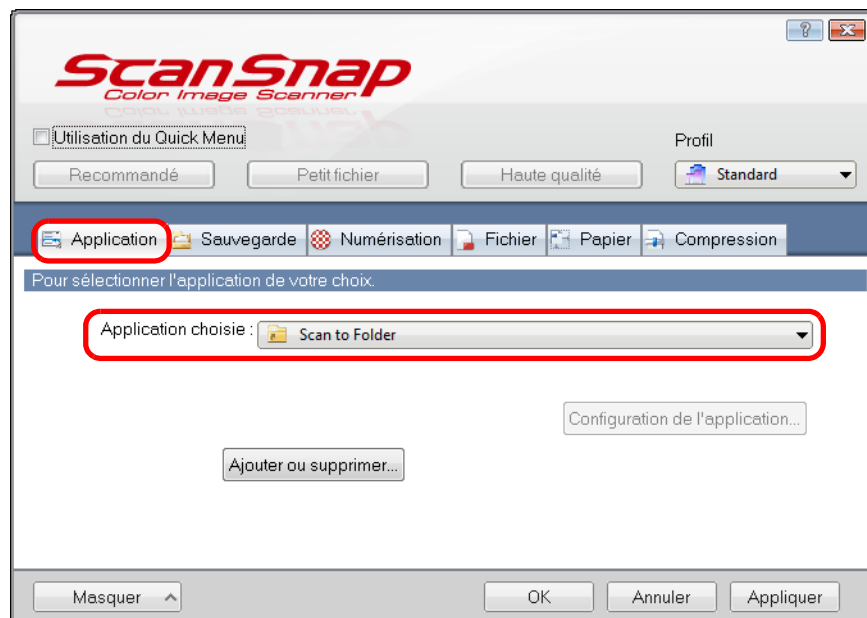 ScanSnap
Color Image Scanner
Utilisation du Quick Menu
Profil
Recommandé Petit fichier Haute qualité Standard
Application Sauvegarde Numérisation Fichier Papier Compression
Pour sélectionner l'application de votre choix.
Application choisie : Scan to Folder
Configuration de l'application...
Ajouter ou supprimer...
Masquer OK Annuler Appliquer